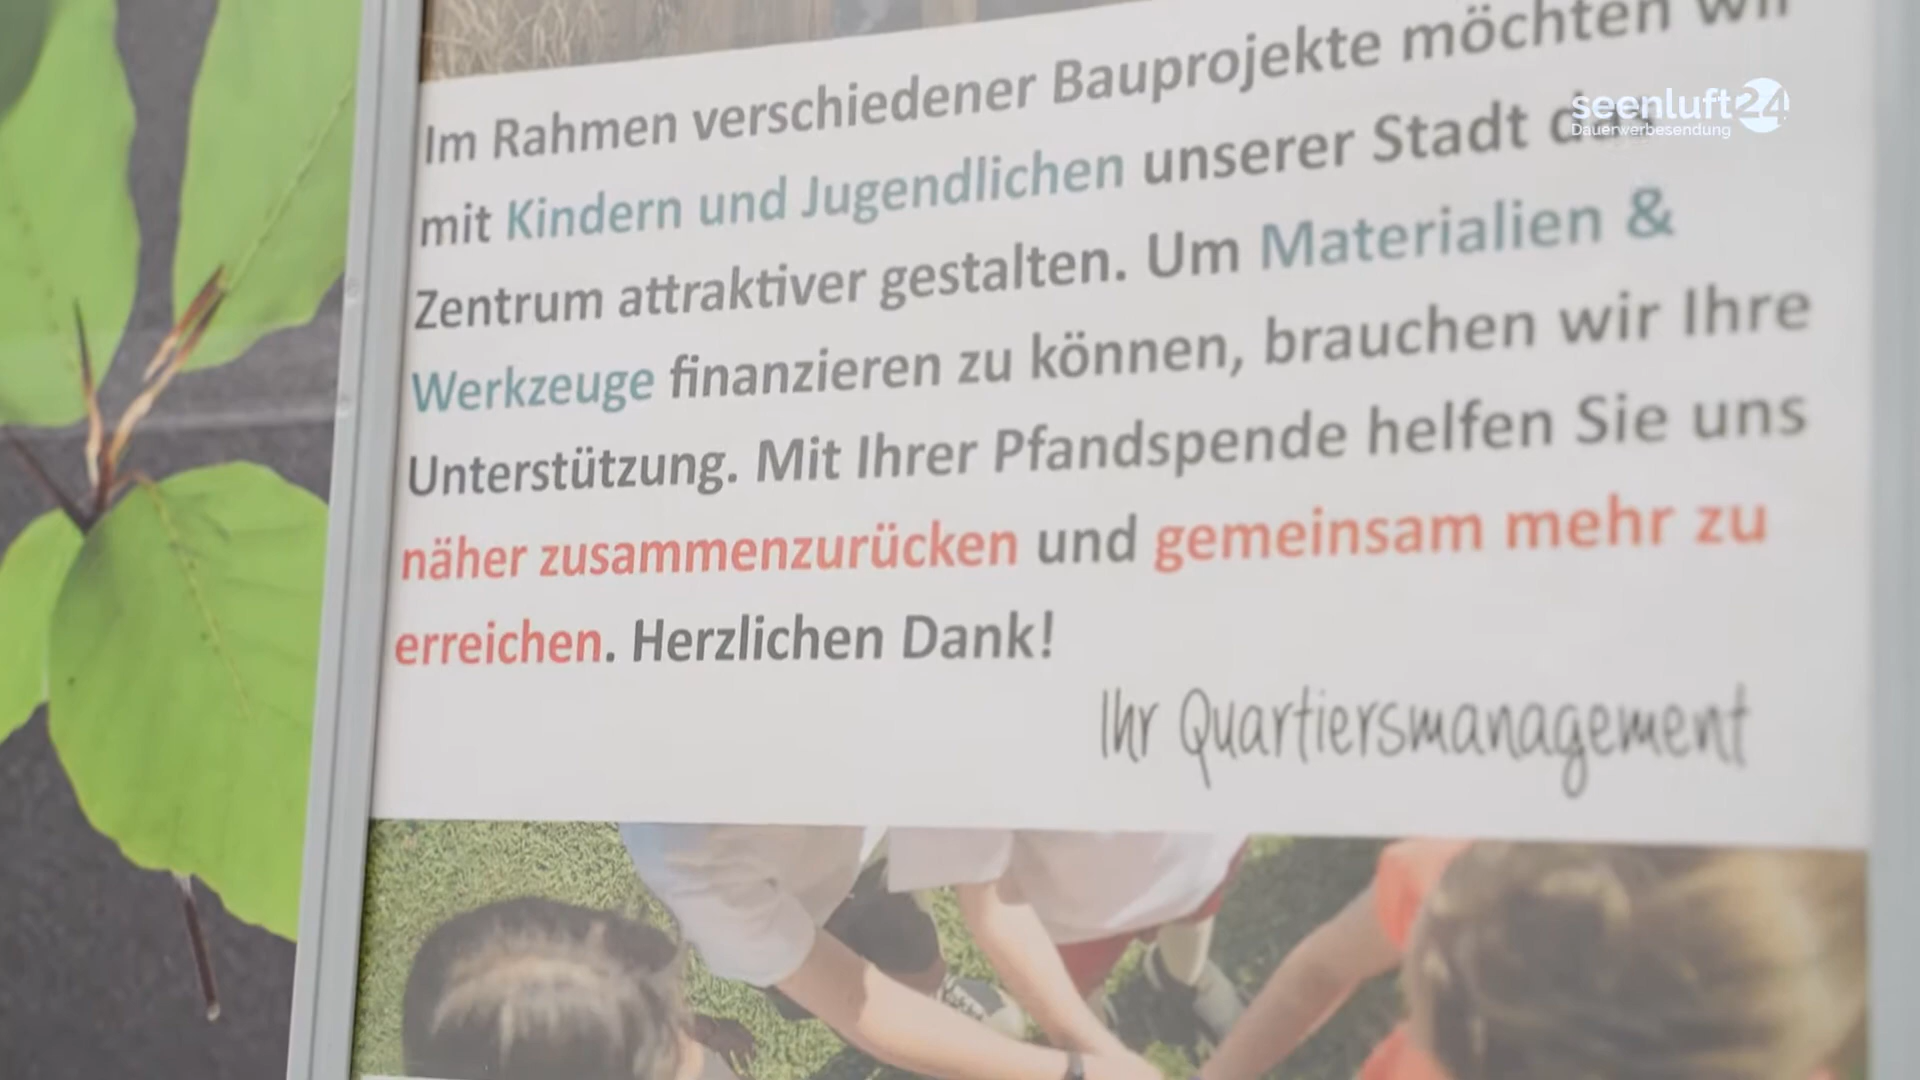 Im Rahmen verschiedener Bauprojekte möchten wir
seenluft24
Dauerwerbesendung
mit Kindern und Jugendlichen unserer Stadt das
Zentrum attraktiver gestalten. Um Materialien &
Werkzeuge finanzieren zu können, brauchen wir Ihre
Unterstützung. Mit Ihrer Pfandspende helfen Sie uns
näher zusammenzurücken und gemeinsam mehr zu
erreichen. Herzlichen Dank!
Ihr Quartiersmanagement